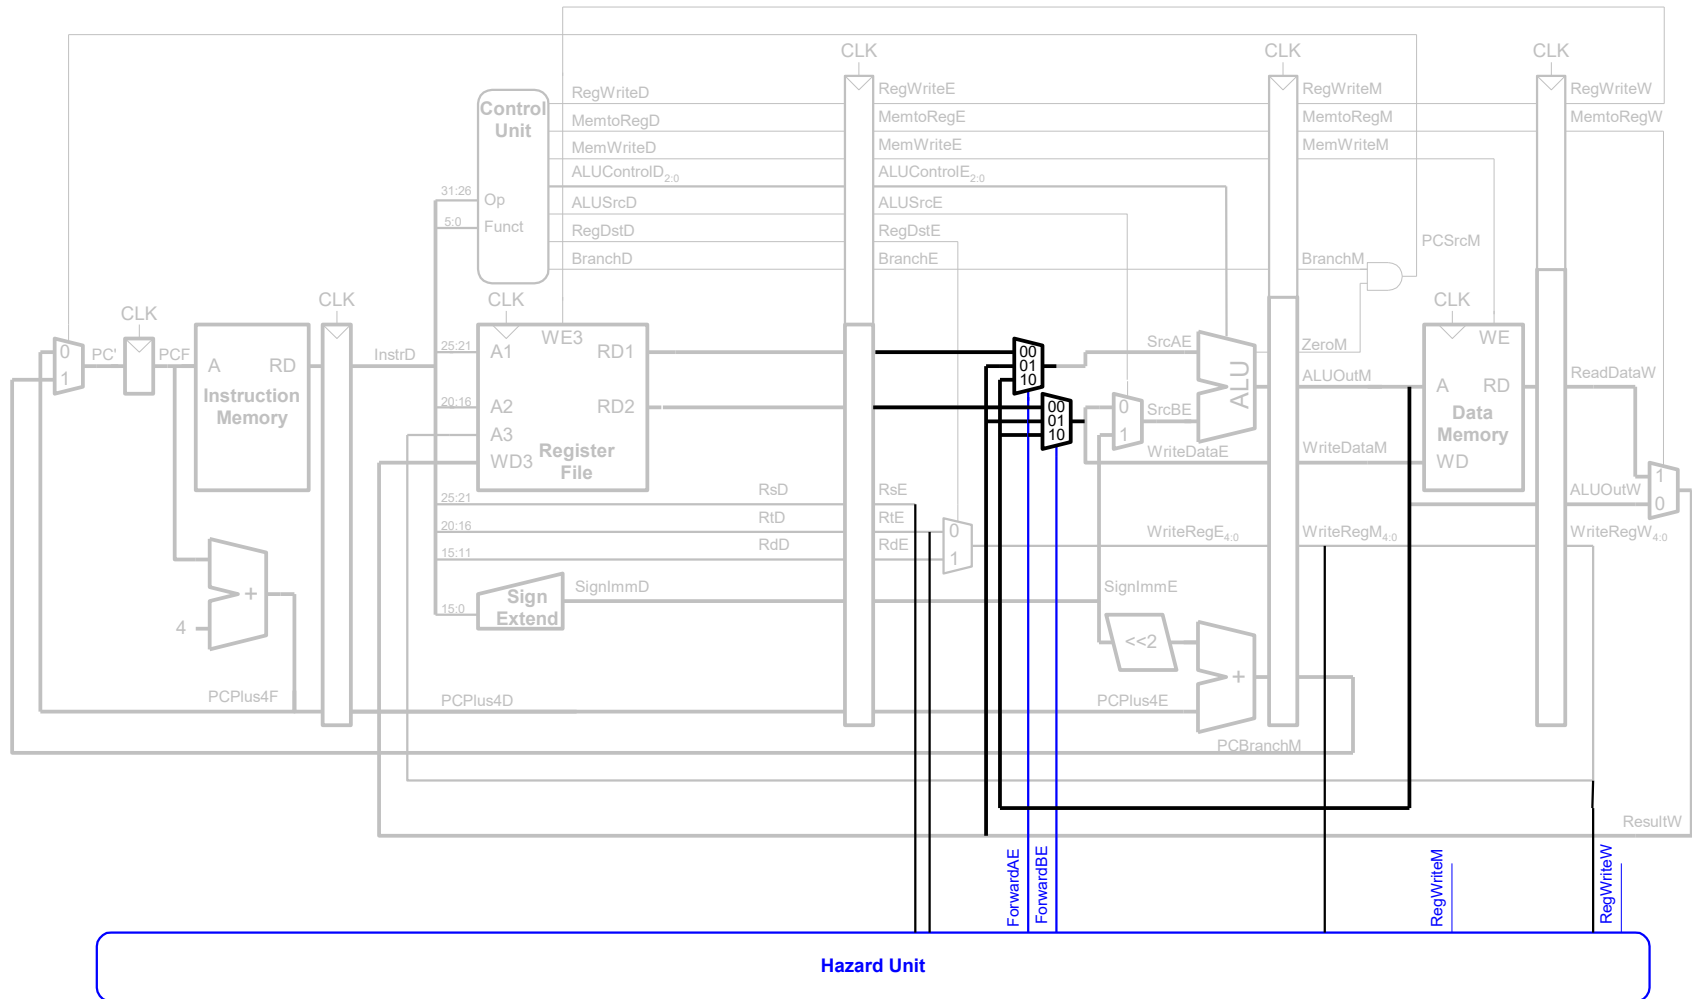 CLK CLK CLK
RegWriteD RegWriteE RegWriteM RegWriteW
Control
Unit
MemtoRegD MemtoRegE MemtoRegM MemtoRegW
MemWriteD MemWriteE MemWriteM
ALUControlD2:0 ALUControlE2:0
31:26 Op ALUSrcD ALUSrcE
5:0 Funct RegDstD RegDstE PCSrcM
BranchD BranchE BranchM
CLK CLK CLK CLK
WE3 WE
0 PC' PCF A RD InstrD 25:21 A1 RD1 00 SrcAE ZeroM
1 01
10
Instruction
Memory
ALU ALUOutM A RD ReadDataW
20:16 A2 RD2 00 0 SrcBE Data
01
10 1 Memory
A3
WD3 Register
File
WriteDataE WriteDataM WD
1
0
25:21 RsD RsE ALUOutW
20:16 RtD RtE 0 WriteRegE4:0 WriteRegM4:0 WriteRegW4:0
15:11 RdD RdE 1
Sign
Extend
SignImmD SignImmE
15:0
+
4
<<2
+
PCPlus4F PCPlus4D PCPlus4E
PCBranchM
ResultW
ForwardAE
ForwardBE
RegWriteM
RegWriteW
Hazard Unit